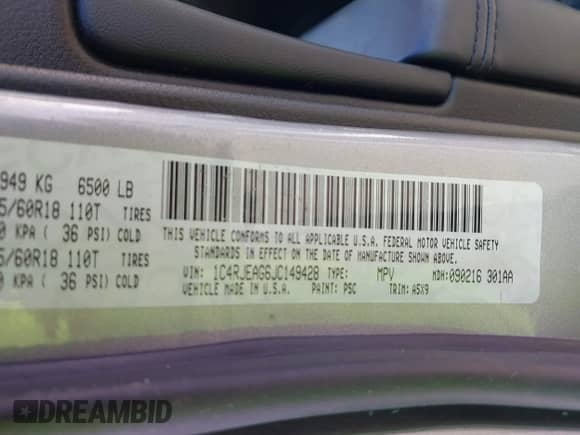 949 KG 6500 LB
5/60R18 110T TIRES
0 KPA ( 36 PSI) COLD
5/60R18 110T TIRES
0 KPA ( 36 PSI) COLD
THIS VEHICLE CONFORMS TO ALL APPLICABLE U.S.A. FEDERAL MOTOR VEHICLE SAFETY
STANDARDS IN EFFECT ON THE DATE OF MANUFACTURE SHOWN ABOVE.
VIN: 1C4RJEAG6JC149428 TYPE: MPV MDH: 090216 301AA
VEHICLE MADE IN U.S.A. PAINT: PSC TRIM: A5X9
DREAMBID